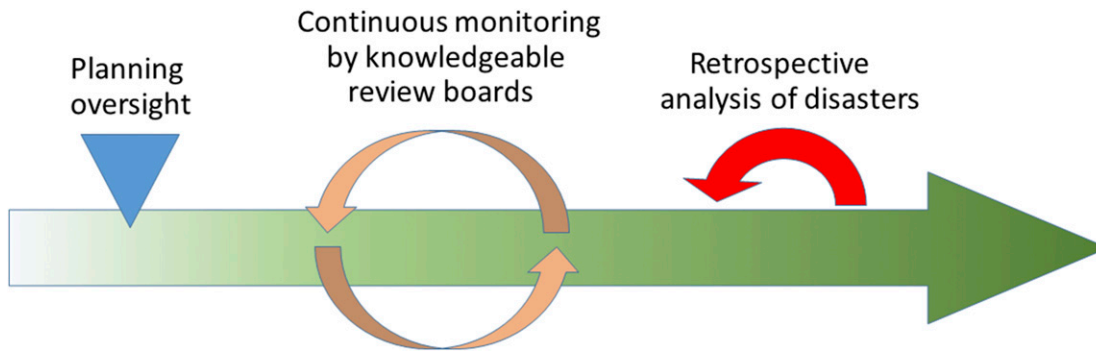 Planning
oversight
Continuous monitoring
by knowledgeable
review boards
Retrospective
analysis of disasters